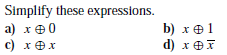 Simplify these expressions.
a) x ⊕ 0 b) x ⊕ 1
c) x ⊕ x d) x ⊕ x̄